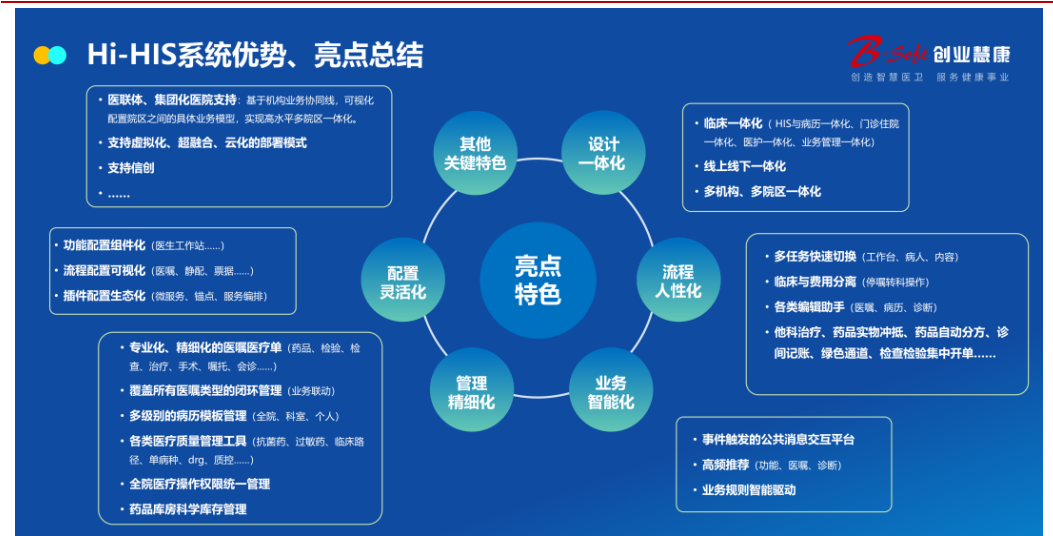 Hi-HIS系统优势、亮点总结
B-Soft 创业慧康
创造智慧医卫 服务健康事业
• 医联体、集团化医院支持：基于机构业务协同线，可视化
配置院区之间的具体业务模型，实现高水平多院区一体化。
• 支持虚拟化、超融合、云化的部署模式
• 支持信创
• ……
其他
关键特色
设计
一体化
• 临床一体化（ HIS与病历一体化、门诊住院
一体化、医护一体化、业务管理一体化）
• 线上线下一体化
• 多机构、多院区一体化
• 功能配置组件化（医生工作站……）
• 流程配置可视化（医嘱、静配、票据……）
• 插件配置生态化（微服务、锚点、服务编排）
配置
灵活化
亮点
特色
流程
人性化
• 多任务快速切换（工作台、病人、内容）
• 临床与费用分离（停嘱转科操作）
• 各类编辑助手（医嘱、病历、诊断）
• 他科治疗、药品实物冲抵、药品自动分方、诊
间记账、绿色通道、检查检验集中开单……
• 专业化、精细化的医嘱医疗单（药品、检验、检
查、治疗、手术、嘱托、会诊……）
• 覆盖所有医嘱类型的闭环管理（业务联动）
• 多级别的病历模板管理（全院、科室、个人）
• 各类医疗质量管理工具（抗菌药、过敏药、临床路
径、单病种、drg、质控……）
• 全院医疗操作权限统一管理
• 药品库房科学库存管理
管理
精细化
业务
智能化
• 事件触发的公共消息交互平台
• 高频推荐（功能、医嘱、诊断）
• 业务规则智能驱动